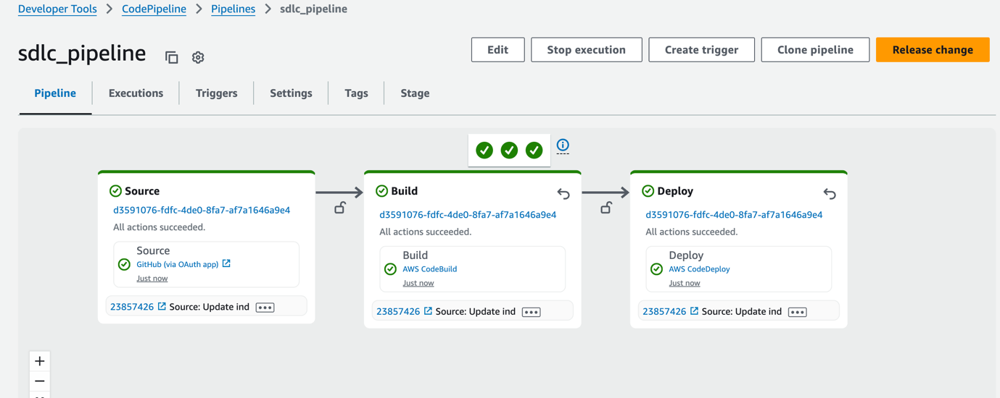 Developer Tools > CodePipeline > Pipelines > sdlc_pipeline
sdlc_pipeline
Edit
Stop execution
Create trigger
Clone pipeline
Release change
Pipeline
Executions
Triggers
Settings
Tags
Stage
Source
d3591076-fdfc-4de0-8fa7-af7a1646a9e4
All actions succeeded.
Source
GitHub (via OAuth app)
Just now
23857426 Source: Update ind
Build
d3591076-fdfc-4de0-8fa7-af7a1646a9e4
All actions succeeded.
Build
AWS CodeBuild
Just now
23857426 Source: Update ind
Deploy
d3591076-fdfc-4de0-8fa7-af7a1646a9e4
All actions succeeded.
Deploy
AWS CodeDeploy
Just now
23857426 Source: Update ind